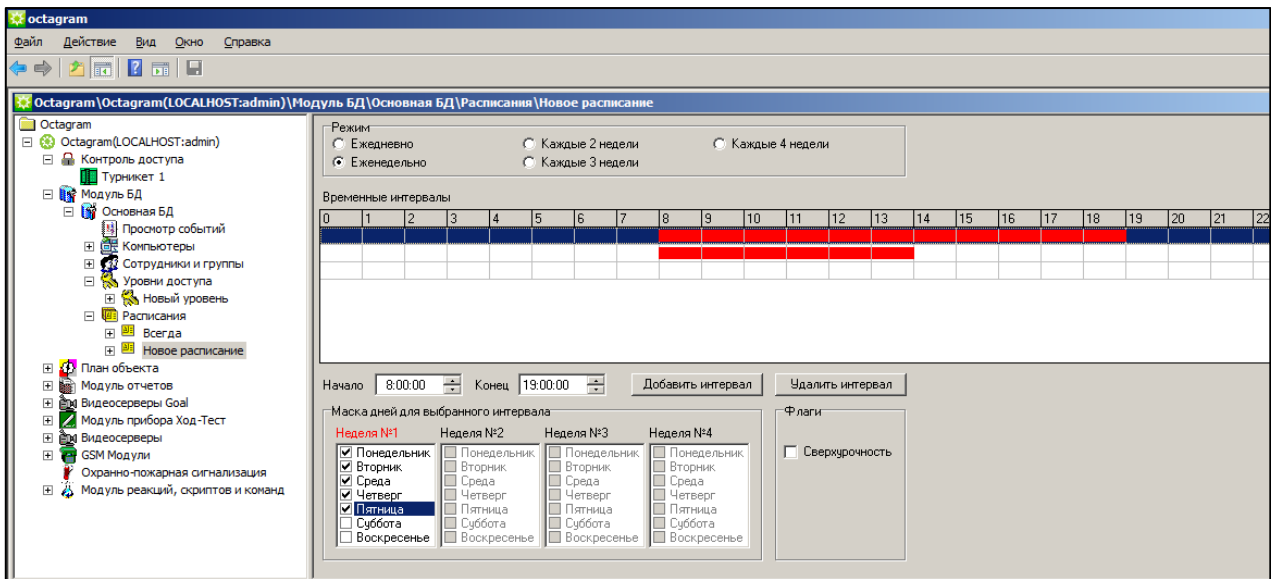 octagram
Файл Действие Вид Окно Справка
Octagram\Octagram(LOCALHOST:admin)\Модуль БД\Основная БД\Расписания\Новое расписание
Octagram
Octagram(LOCALHOST:admin)
Контроль доступа
Турникет 1
Модуль БД
Основная БД
Просмотр событий
Компьютеры
Сотрудники и группы
Уровни доступа
Новый уровень
Расписания
Всегда
Новое расписание
План объекта
Модуль отчетов
Видеосерверы Goal
Модуль прибора Ход-Тест
Видеосерверы
GSM Модули
Охранно-пожарная сигнализация
Модуль реакций, скриптов и команд
Режим
Ежедневно Каждые 2 недели Каждые 4 недели
Еженедельно Каждые 3 недели
Временные интервалы
0 1 2 3 4 5 6 7 8 9 10 11 12 13 14 15 16 17 18 19 20 21 22
Начало 8:00:00 Конец 19:00:00 Добавить интервал Удалить интервал
Маска дней для выбранного интервала Флаги
Неделя №1 Неделя №2 Неделя №3 Неделя №4
Понедельник Понедельник Понедельник Понедельник Сверхурочность
Вторник Вторник Вторник Вторник
Среда Среда Среда Среда
Четверг Четверг Четверг Четверг
Пятница Пятница Пятница Пятница
Суббота Суббота Суббота Суббота
Воскресенье Воскресенье Воскресенье Воскресенье